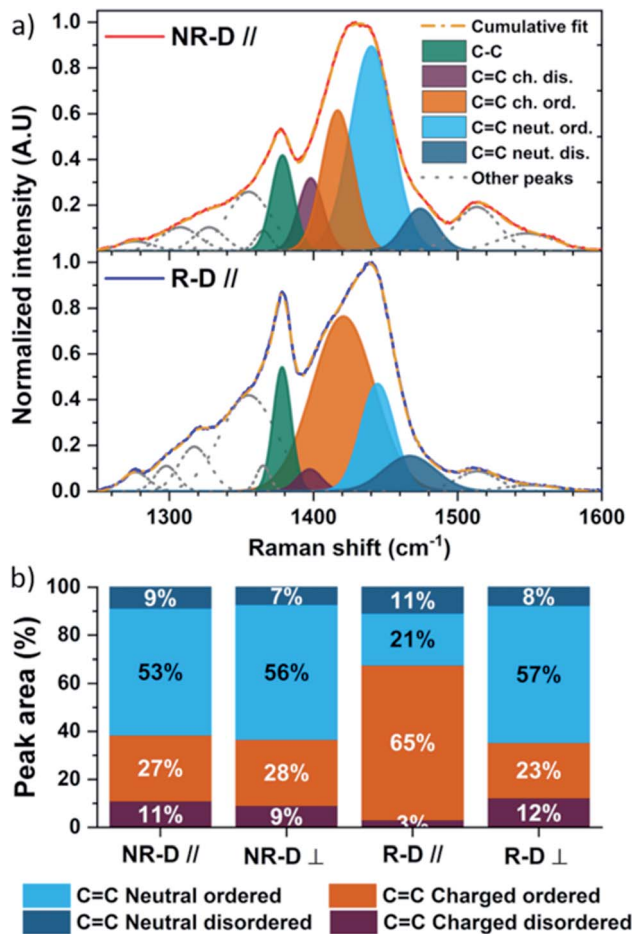 a)
NR-D //
Cumulative fit
C-C
C=C ch. dis.
C=C ch. ord.
C=C neut. ord.
C=C neut. dis.
Other peaks
1.0
0.8
0.6
0.4
0.2
R-D //
1.0
0.8
0.6
0.4
0.2
0.0
Normalized intensity (A.U)
1300 1400 1500 1600
Raman shift (cm⁻¹)
b)
100
80
60
40
20
0
Peak area (%)
9% 7% 11% 8%
53% 56% 21% 57%
27% 28% 65% 23%
11% 9% 3% 12%
NR-D // NR-D ⊥ R-D // R-D ⊥
C=C Neutral ordered C=C Charged ordered
C=C Neutral disordered C=C Charged disordered